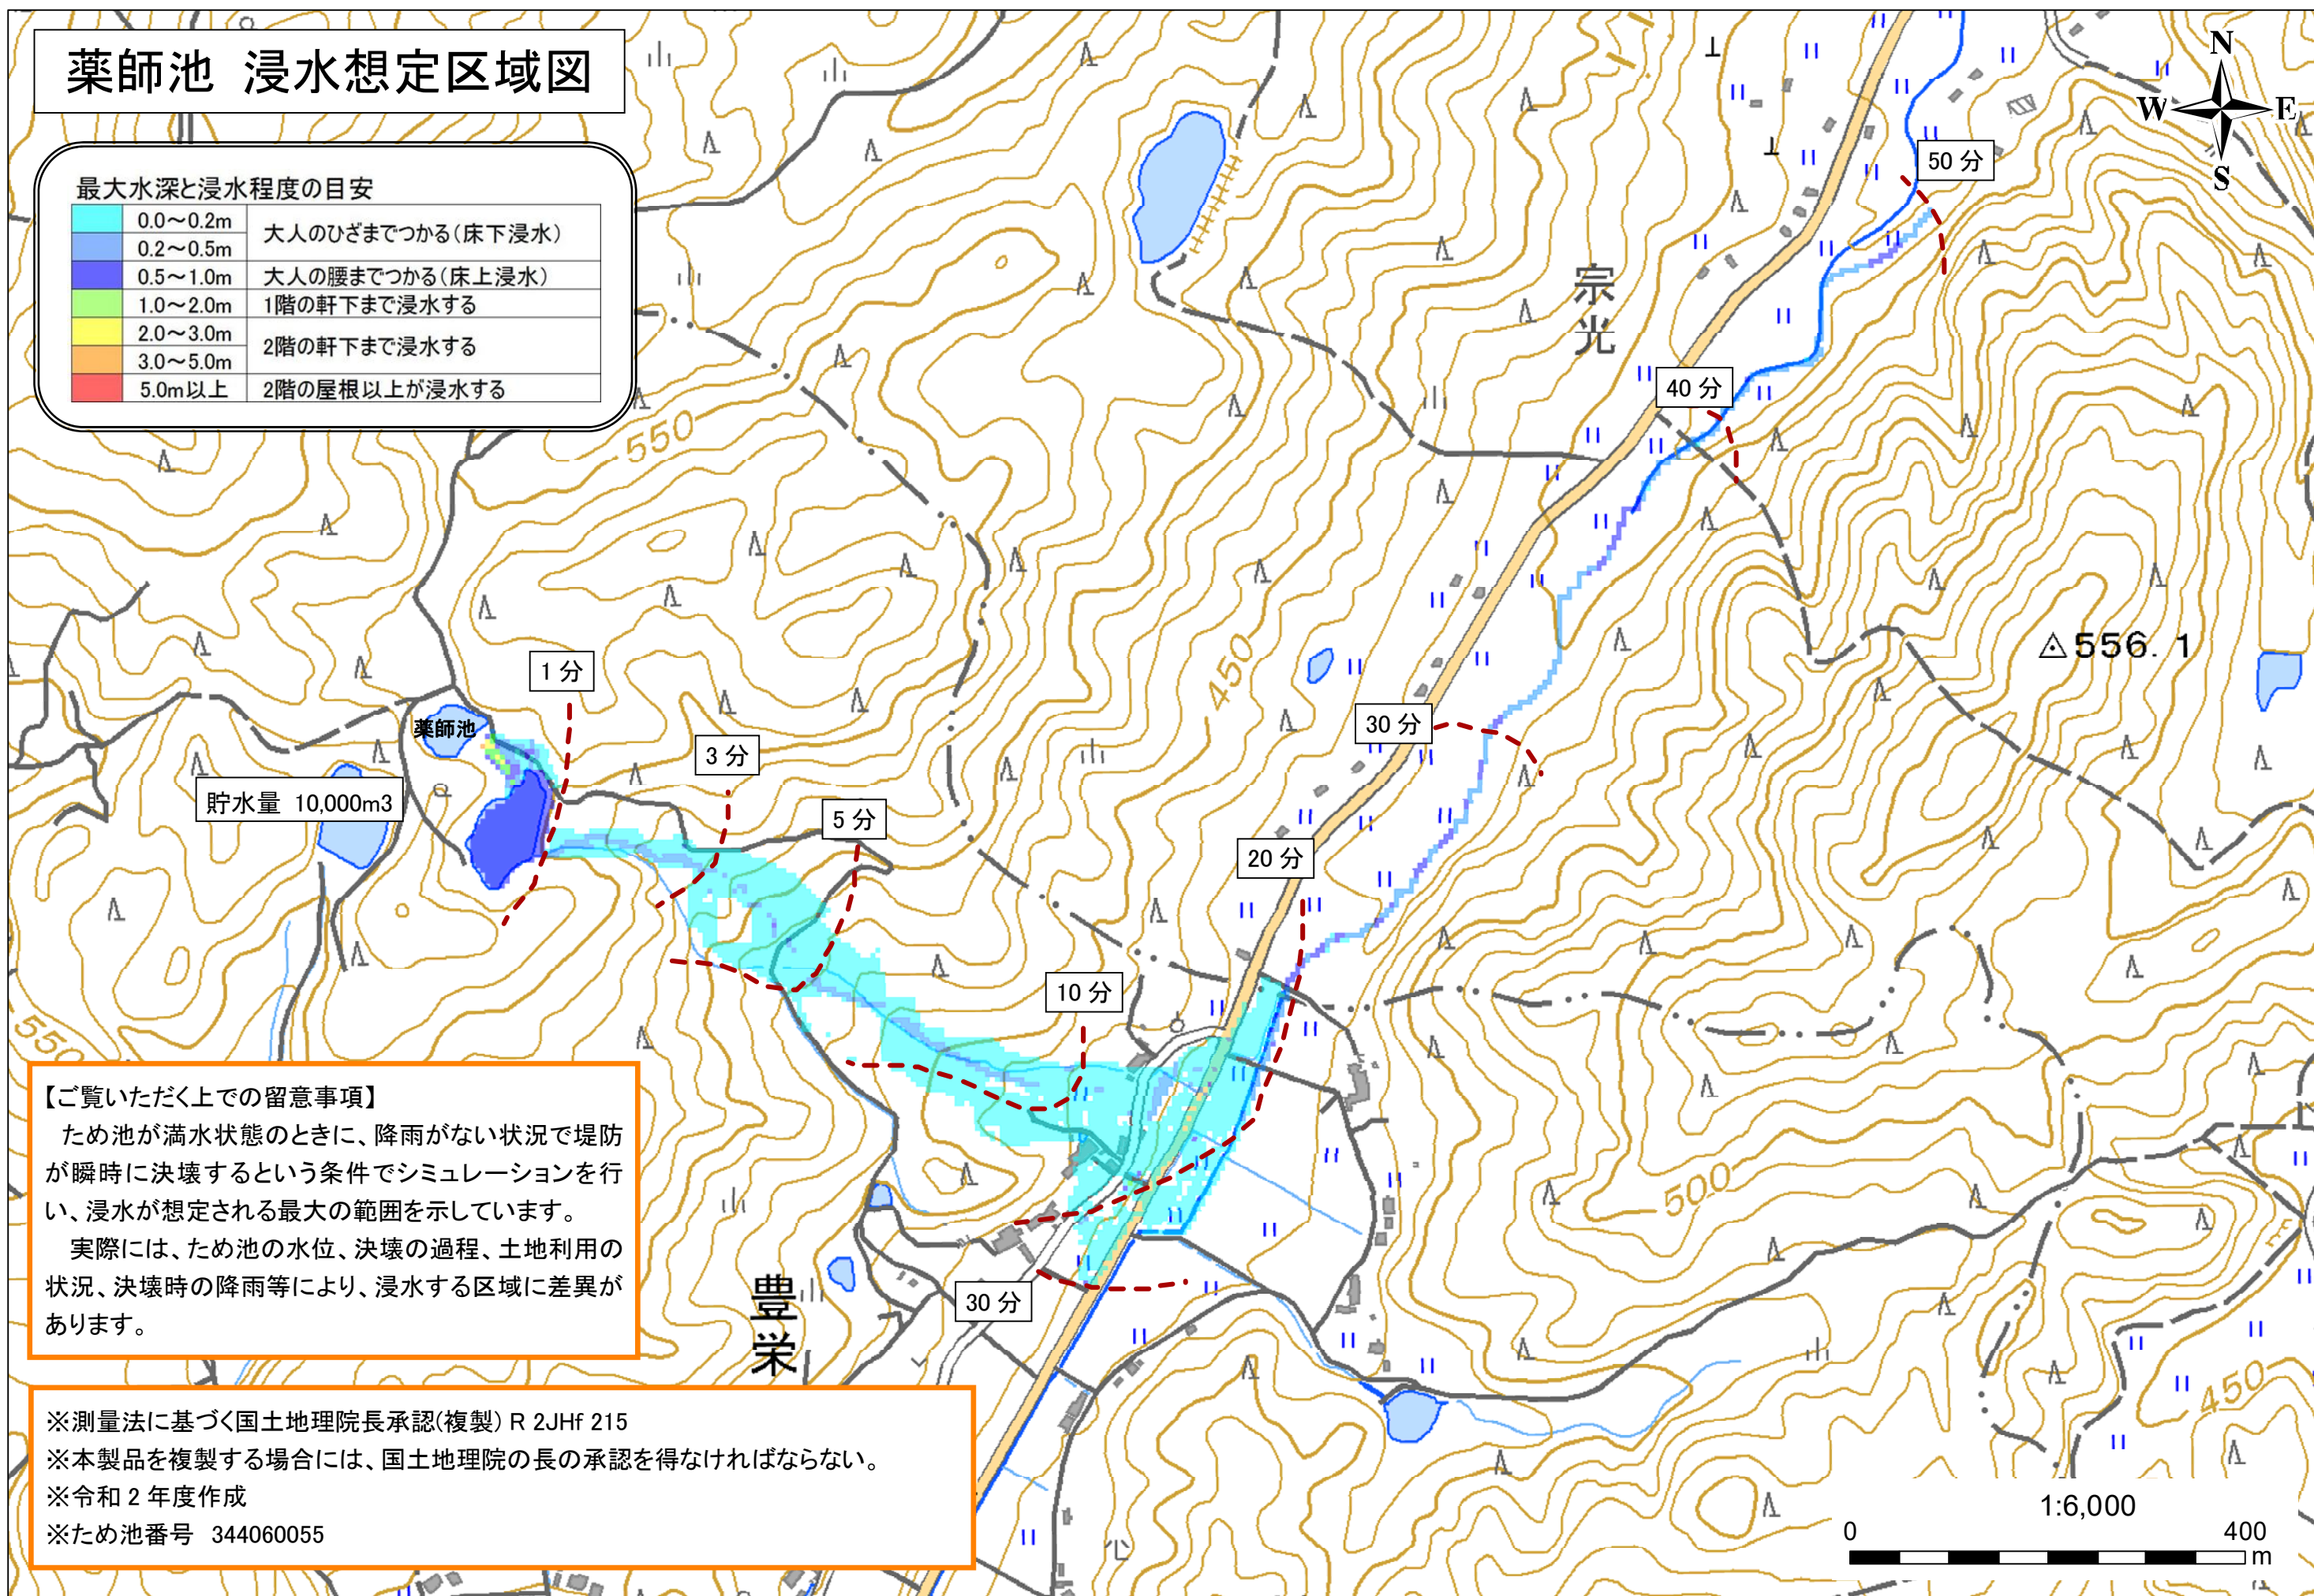 薬師池 浸水想定区域図
最大水深と浸水程度の目安
0.0～0.2m
大人のひざまでつかる(床下浸水)
0.2～0.5m
0.5～1.0m 大人の腰までつかる(床上浸水)
1.0～2.0m 1階の軒下まで浸水する
2.0～3.0m
2階の軒下まで浸水する
3.0～5.0m
5.0m以上 2階の屋根以上が浸水する
N
W E
S
50 分
宗光
40 分
550
556.1
1 分
450
薬師池
30 分
3 分
貯水量 10,000m3
5 分
20 分
10 分
550
500
30 分
豊栄
450
【ご覧いただく上での留意事項】
ため池が満水状態のときに、降雨がない状況で堤防
が瞬時に決壊するという条件でシミュレーションを行
い、浸水が想定される最大の範囲を示しています。
実際には、ため池の水位、決壊の過程、土地利用の
状況、決壊時の降雨等により、浸水する区域に差異が
あります。
※測量法に基づく国土地理院長承認(複製) R 2JHf 215
※本製品を複製する場合には、国土地理院の長の承認を得なければならない。
※令和 2 年度作成
※ため池番号 344060055
1:6,000
0 400
m